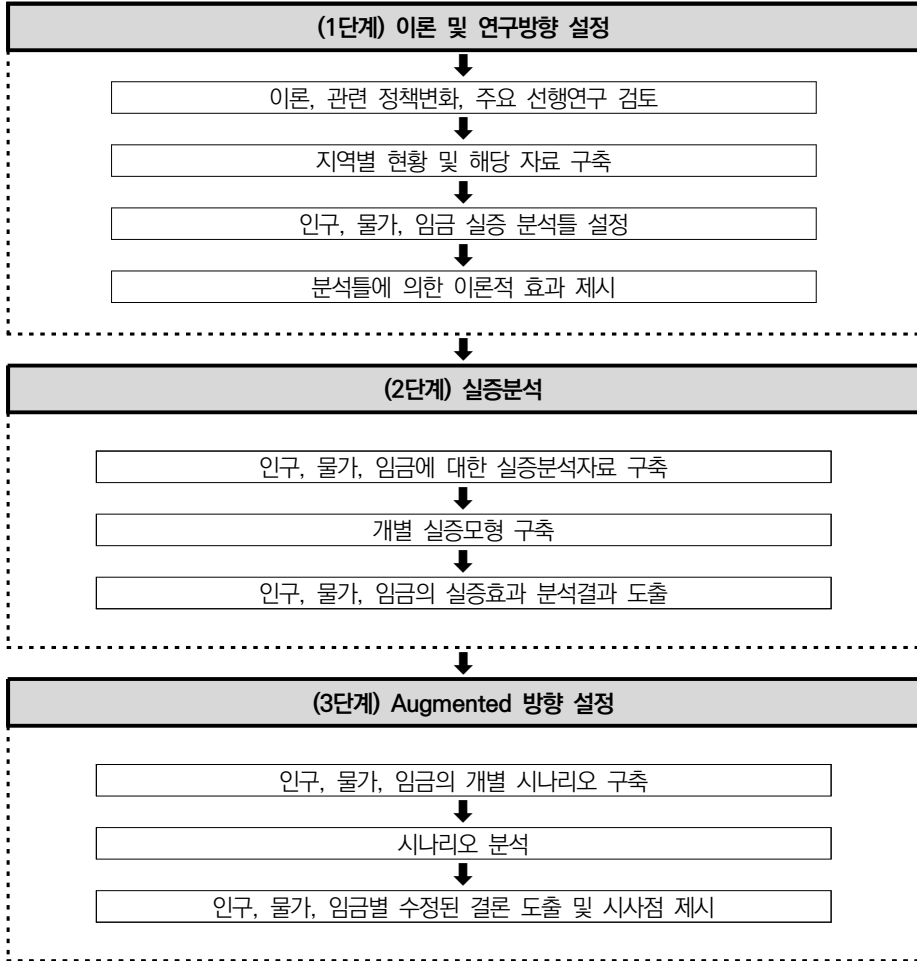 (1단계) 이론 및 연구방향 설정
이론, 관련 정책변화, 주요 선행연구 검토
지역별 현황 및 해당 자료 구축
인구, 물가, 임금 실증 분석틀 설정
분석틀에 의한 이론적 효과 제시
(2단계) 실증분석
인구, 물가, 임금에 대한 실증분석자료 구축
개별 실증모형 구축
인구, 물가, 임금의 실증효과 분석결과 도출
(3단계) Augmented 방향 설정
인구, 물가, 임금의 개별 시나리오 구축
시나리오 분석
인구, 물가, 임금별 수정된 결론 도출 및 시사점 제시